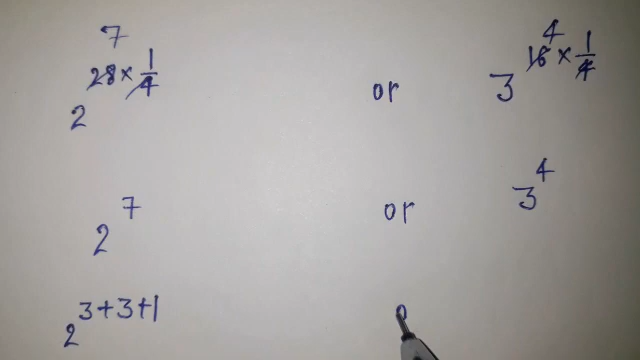 2^{28 × 1/4} 7 or 3^{16 × 1/4} 4
2^7 or 3^4
2^{3+3+1} o